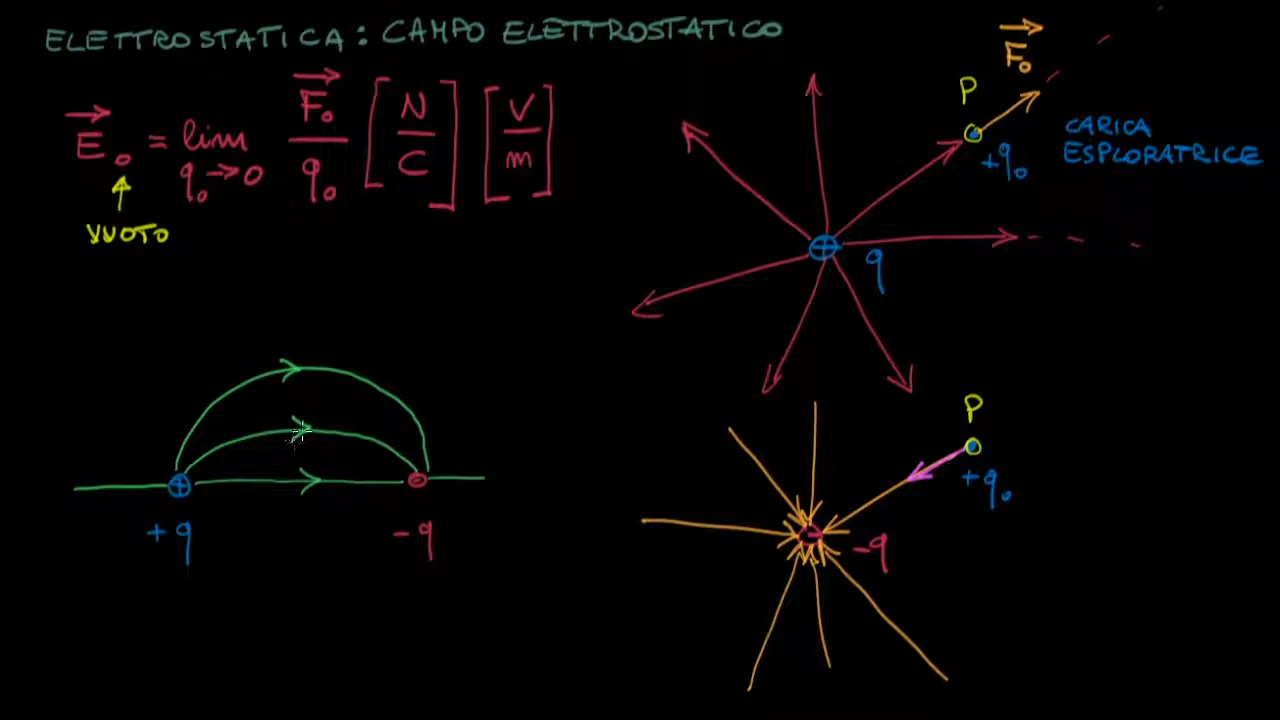 ELETTROSTATICA: CAMPO ELETTROSTATICO
E₀ = lim q₀→0 F₀/q₀ [N/C] [V/m]
VUOTO
F₀
P
+q₀
CARICA
ESPLORATRICE
q
+q
-q
P
+q₀
-
-q